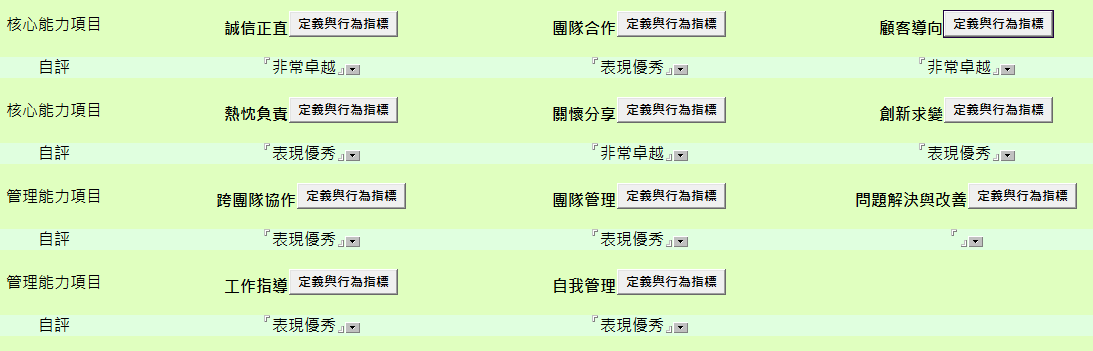 核心能力項目 誠信正直 定義與行為指標 團隊合作 定義與行為指標 顧客導向 定義與行為指標
自評 『非常卓越』 『表現優秀』 『非常卓越』
核心能力項目 熱忱負責 定義與行為指標 關懷分享 定義與行為指標 創新求變 定義與行為指標
自評 『表現優秀』 『非常卓越』 『表現優秀』
管理能力項目 跨團隊協作 定義與行為指標 團隊管理 定義與行為指標 問題解決與改善 定義與行為指標
自評 『表現優秀』 『表現優秀』 『』
管理能力項目 工作指導 定義與行為指標 自我管理 定義與行為指標
自評 『表現優秀』 『表現優秀』